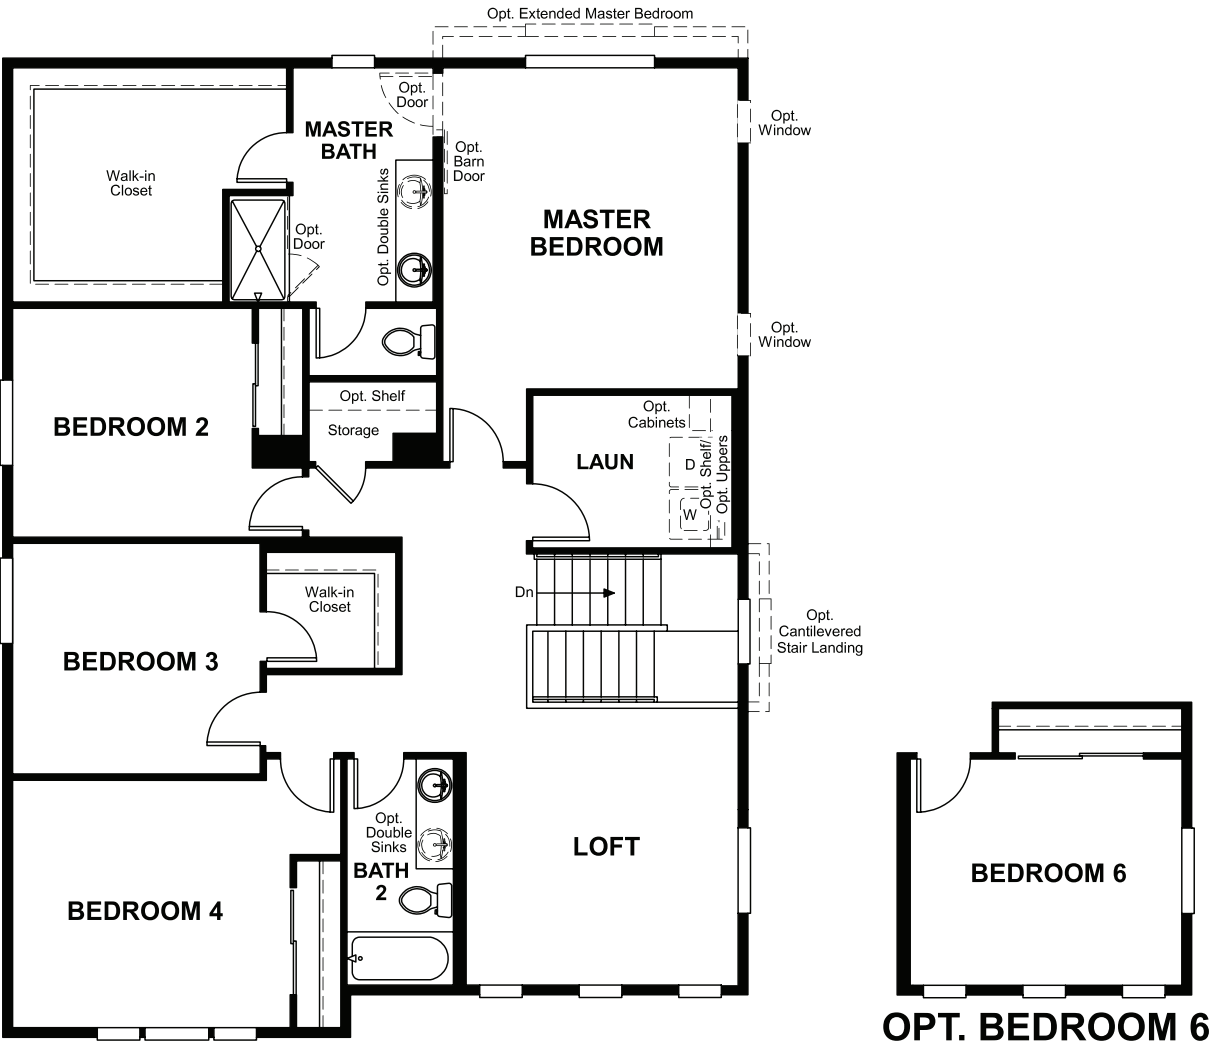 Opt. Extended Master Bedroom
Opt.
Door
MASTER
BATH
Opt.
Window
Opt.
Barn
Door
Walk-in
Closet
Opt. Double Sinks
MASTER
BEDROOM
Opt.
Door
Opt.
Window
Opt. Shelf
Storage
BEDROOM 2
Opt.
Cabinets
LAUN
D
W
Opt. Shelf/
Opt. Uppers
Dn
Walk-in
Closet
Opt.
Cantilevered
Stair Landing
BEDROOM 3
Opt.
Double
Sinks
BATH
2
LOFT
BEDROOM 4
BEDROOM 6
OPT. BEDROOM 6